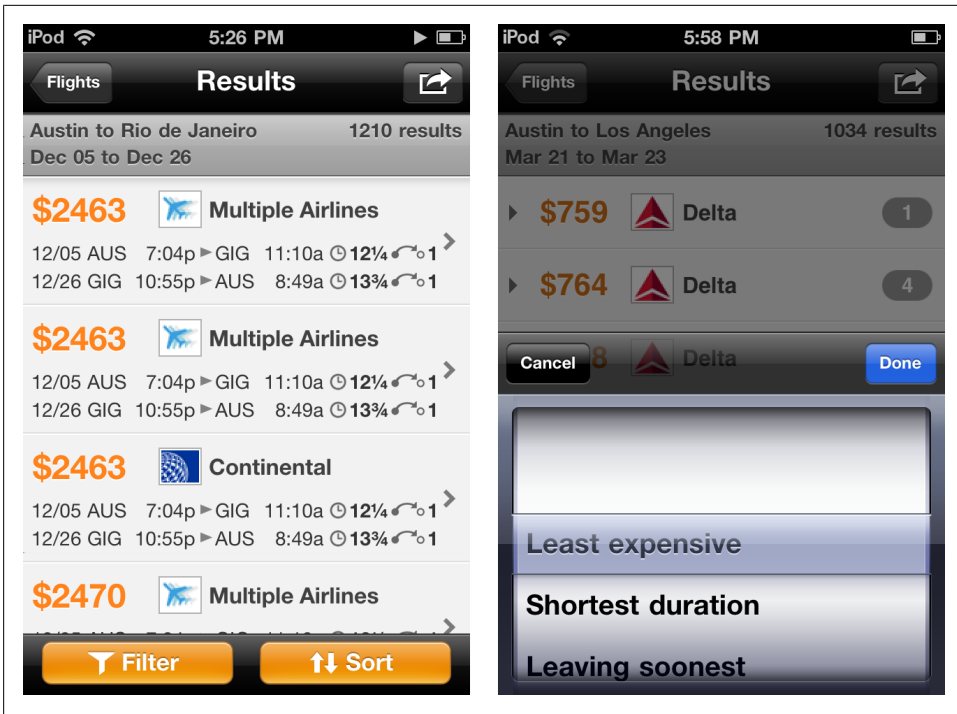 iPod 5:26 PM
Flights Results
Austin to Rio de Janeiro 1210 results
Dec 05 to Dec 26
$2463 Multiple Airlines
12/05 AUS 7:04p GIG 11:10a 12¼ 1
12/26 GIG 10:55p AUS 8:49a 13¾ 1
$2463 Multiple Airlines
12/05 AUS 7:04p GIG 11:10a 12¼ 1
12/26 GIG 10:55p AUS 8:49a 13¾ 1
$2463 Continental
12/05 AUS 7:04p GIG 11:10a 12¼ 1
12/26 GIG 10:55p AUS 8:49a 13¾ 1
$2470 Multiple Airlines
Filter Sort
iPod 5:58 PM
Flights Results
Austin to Los Angeles 1034 results
Mar 21 to Mar 23
$759 Delta 1
$764 Delta 4
Cancel 8 Delta Done
Least expensive
Shortest duration
Leaving soonest